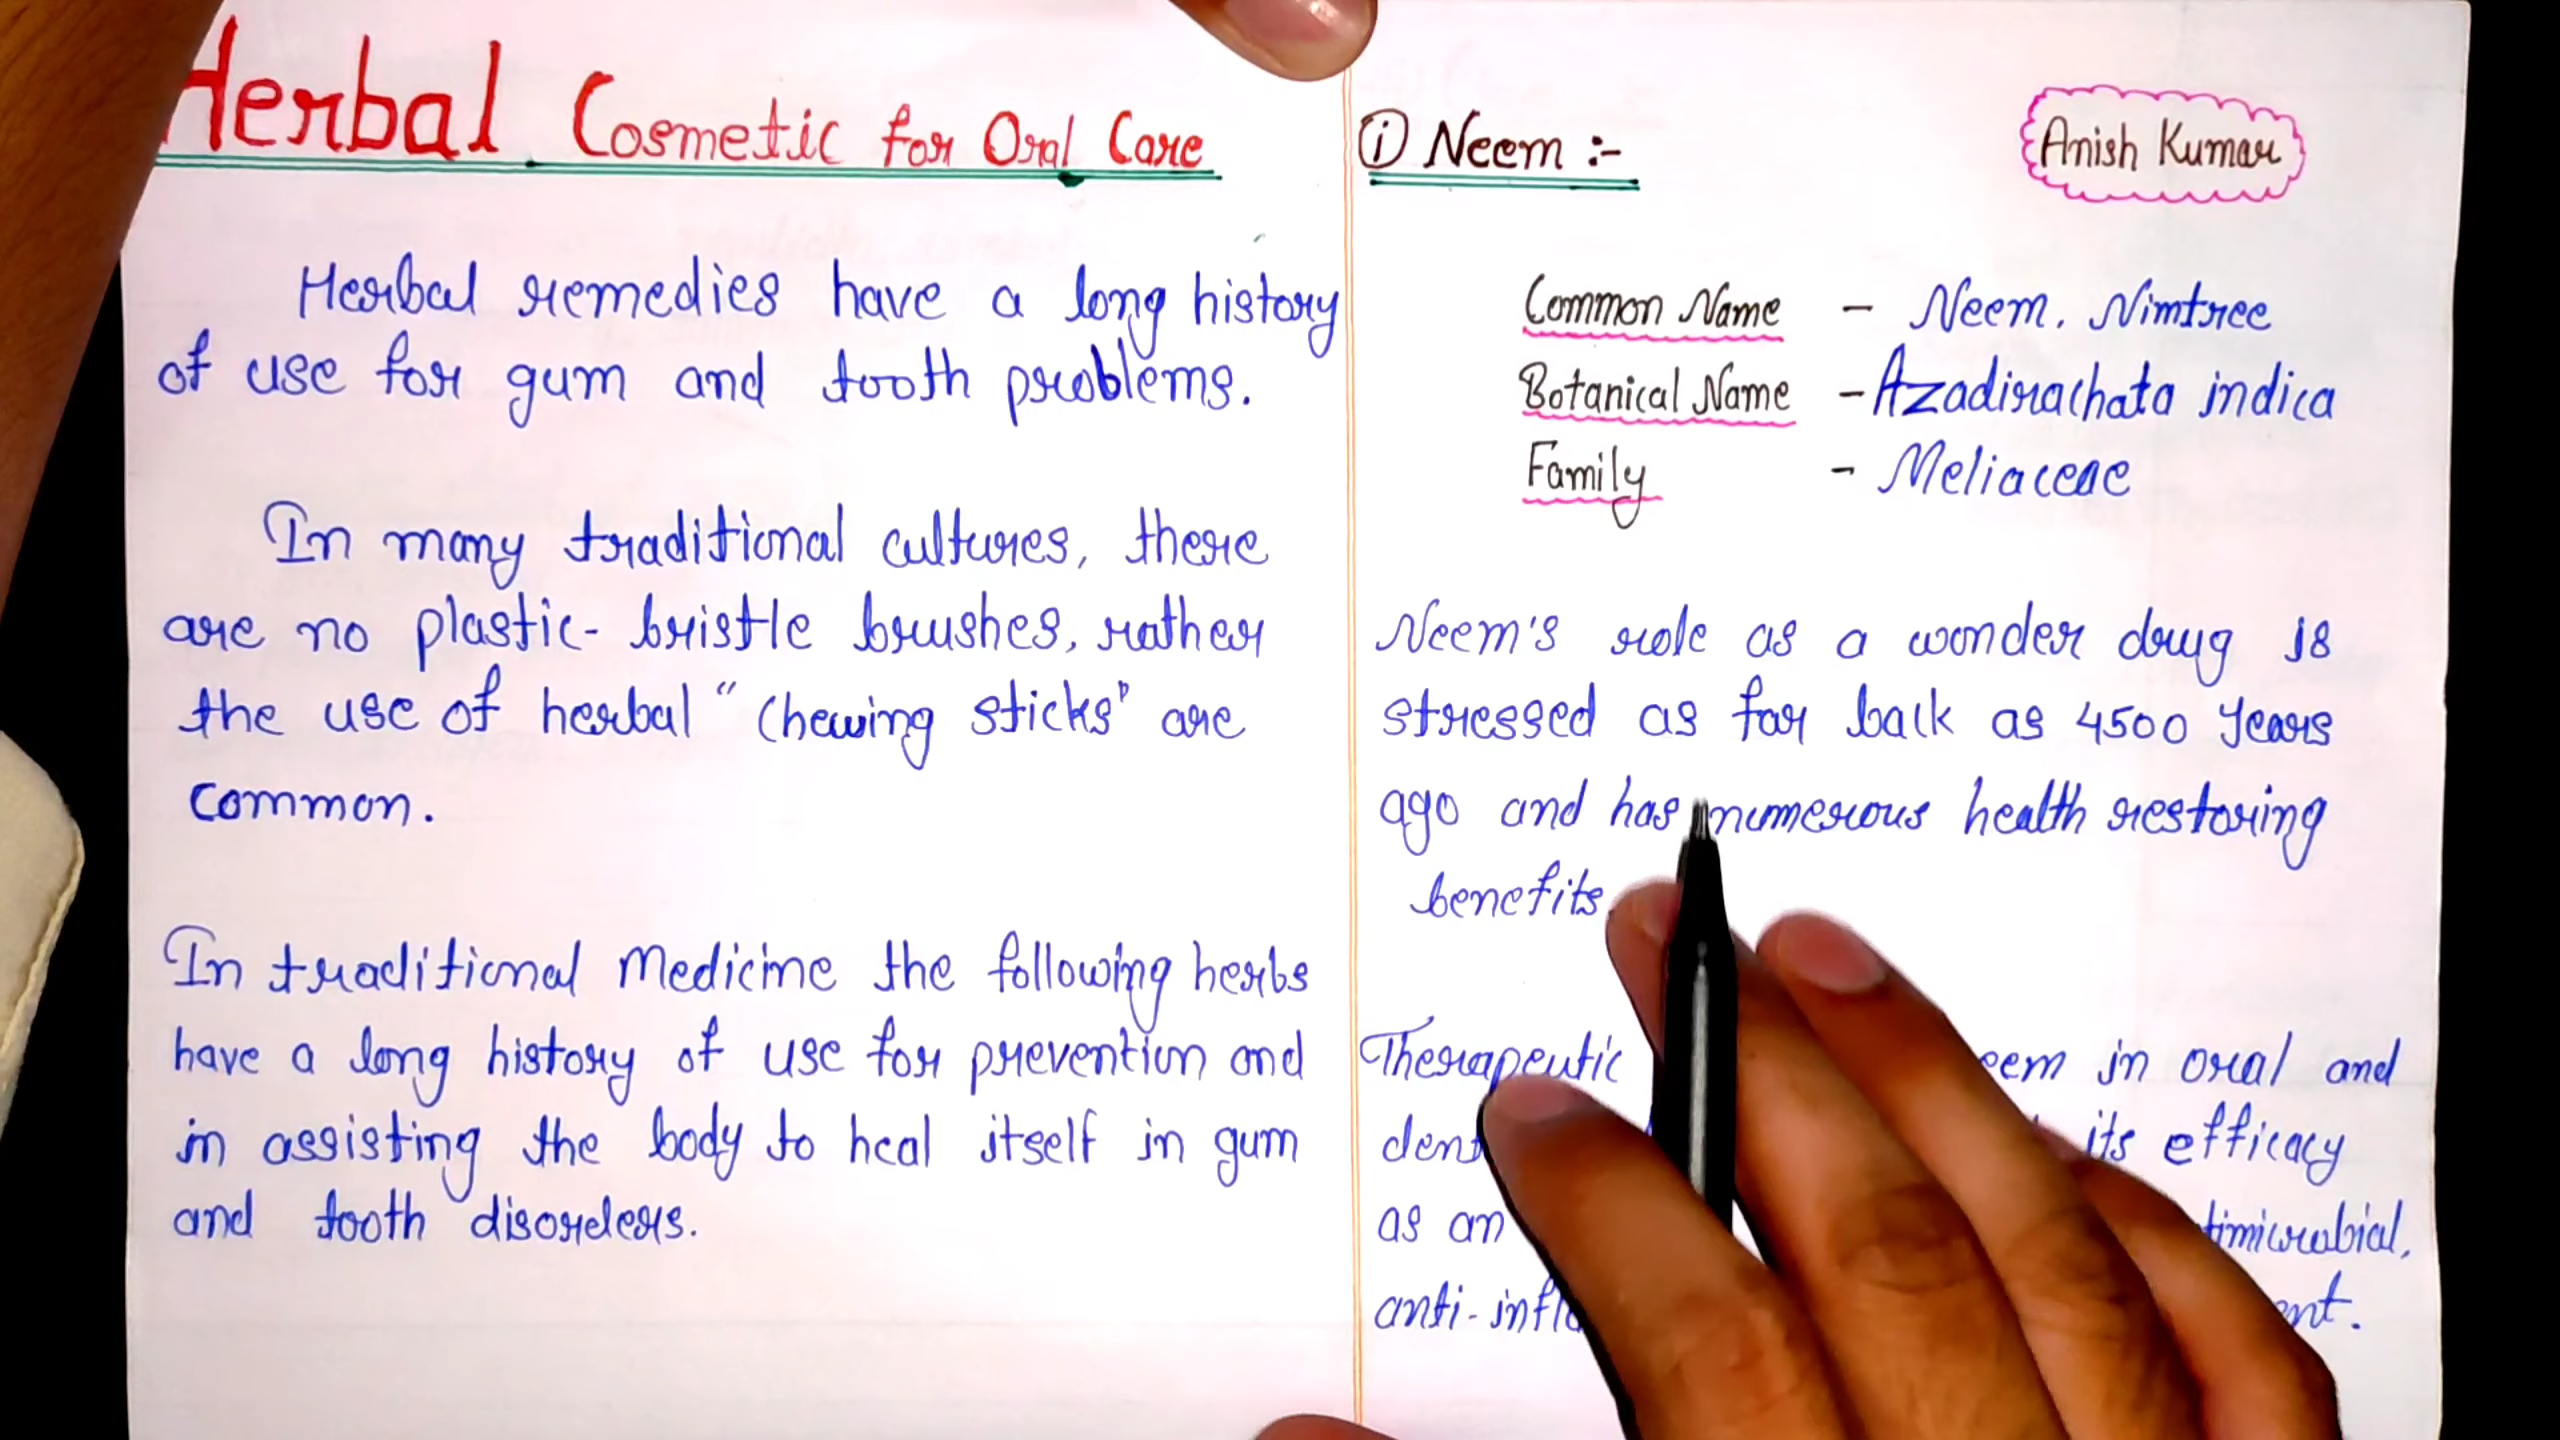 Herbal Cosmetic for Oral Care
Herbal remedies have a long history
of use for gum and tooth problems.
In many traditional cultures, there
are no plastic- bristle brushes, rather
the use of herbal "Chewing sticks" are
common.
In traditional Medicine the following herbs
have a long history of use for prevention and
in assisting the body to heal itself in gum
and tooth disorders.
i Neem :-
Anish Kumar
Common Name - Neem, Nimtree
Botanical Name - Azadirachata indica
Family - Meliaceae
Neem's role as a wonder drug is
stressed as far back as 4500 years
ago and has numerous health restoring
benefits
Therapeutic eem in oral and
its efficacy
as an timicrobial,
anti-